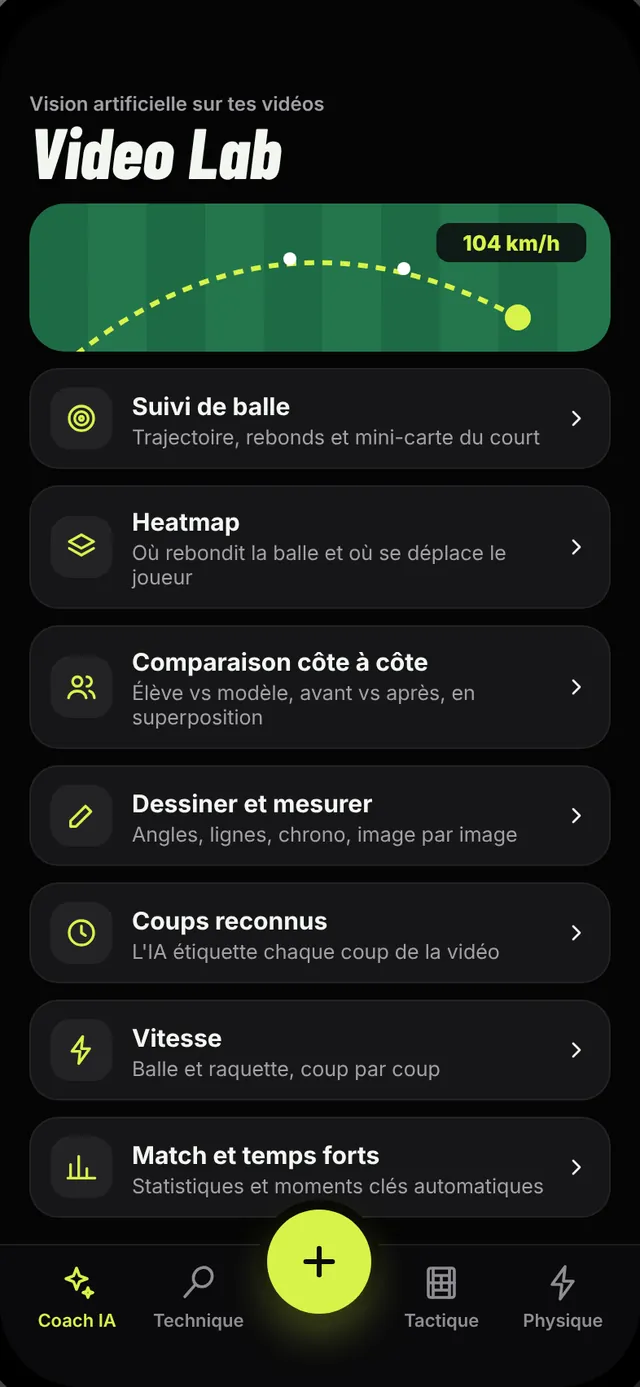 Vision artificielle sur tes vidéos
Video Lab
104 km/h
Suivi de balle
Trajectoire, rebonds et mini-carte du court
Heatmap
Où rebondit la balle et où se déplace le
joueur
Comparaison côte à côte
Élève vs modèle, avant vs après, en
superposition
Dessiner et mesurer
Angles, lignes, chrono, image par image
Coups reconnus
L'IA étiquette chaque coup de la vidéo
Vitesse
Balle et raquette, coup par coup
Match et temps forts
Statistiques et moments clés automatiques
Coach IA
Technique
Tactique
Physique